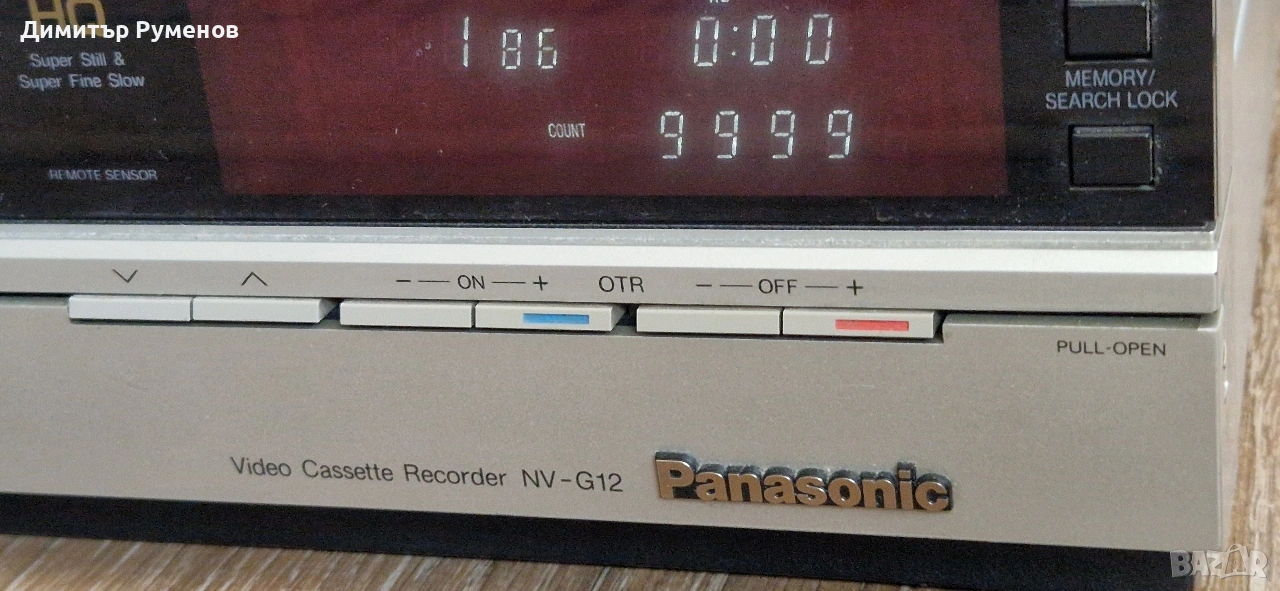 HQ
Димитър Руменов
Super Still &
Super Fine Slow
REMOTE SENSOR
1 86
0:00
COUNT
9999
MEMORY/
SEARCH LOCK
− ON +
OTR
− OFF +
PULL-OPEN
Video Cassette Recorder NV-G12
Panasonic
BAZAR